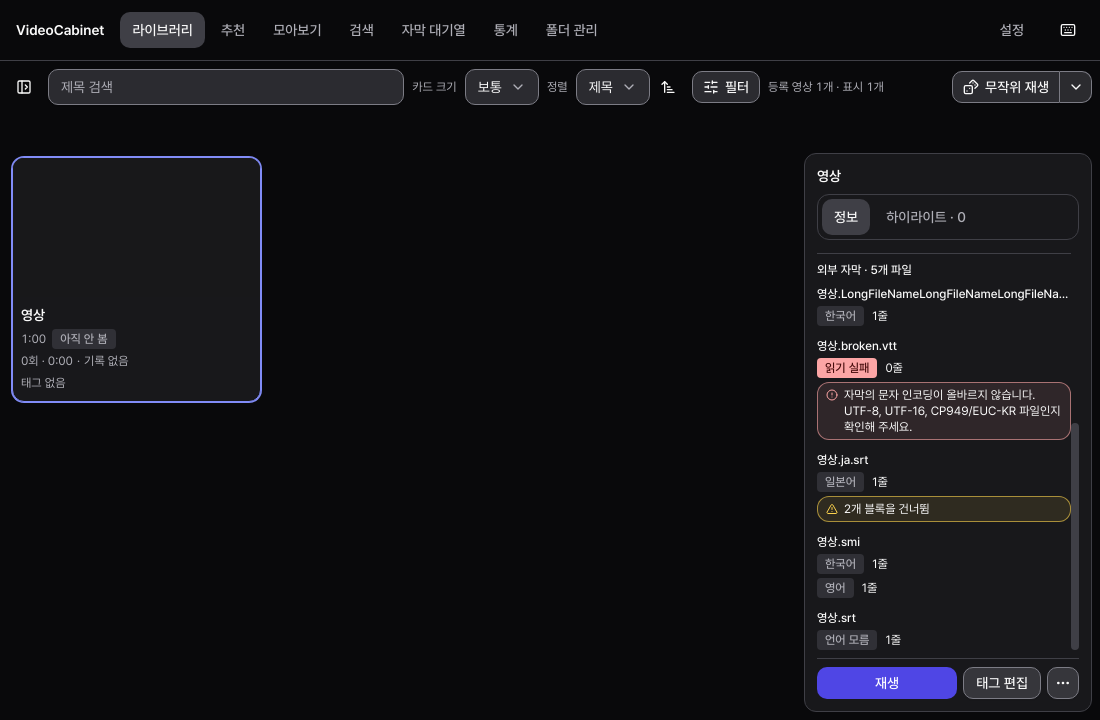 VideoCabinet 라이브러리 추천 모아보기 검색 자막 대기열 통계 폴더 관리 설정
제목 검색 카드 크기 보통 정렬 제목 필터 등록 영상 1개 · 표시 1개 무작위 재생
영상
1:00 아직 안 봄
0회 · 0:00 · 기록 없음
태그 없음
영상
정보 하이라이트 · 0
외부 자막 · 5개 파일
영상.LongFileNameLongFileNameLongFileNa...
한국어 1줄
영상.broken.vtt
읽기 실패 0줄
자막의 문자 인코딩이 올바르지 않습니다.
UTF-8, UTF-16, CP949/EUC-KR 파일인지
확인해 주세요.
영상.ja.srt
일본어 1줄
2개 블록을 건너뜀
영상.smi
한국어 1줄
영어 1줄
영상.srt
언어 모름 1줄
재생 태그 편집